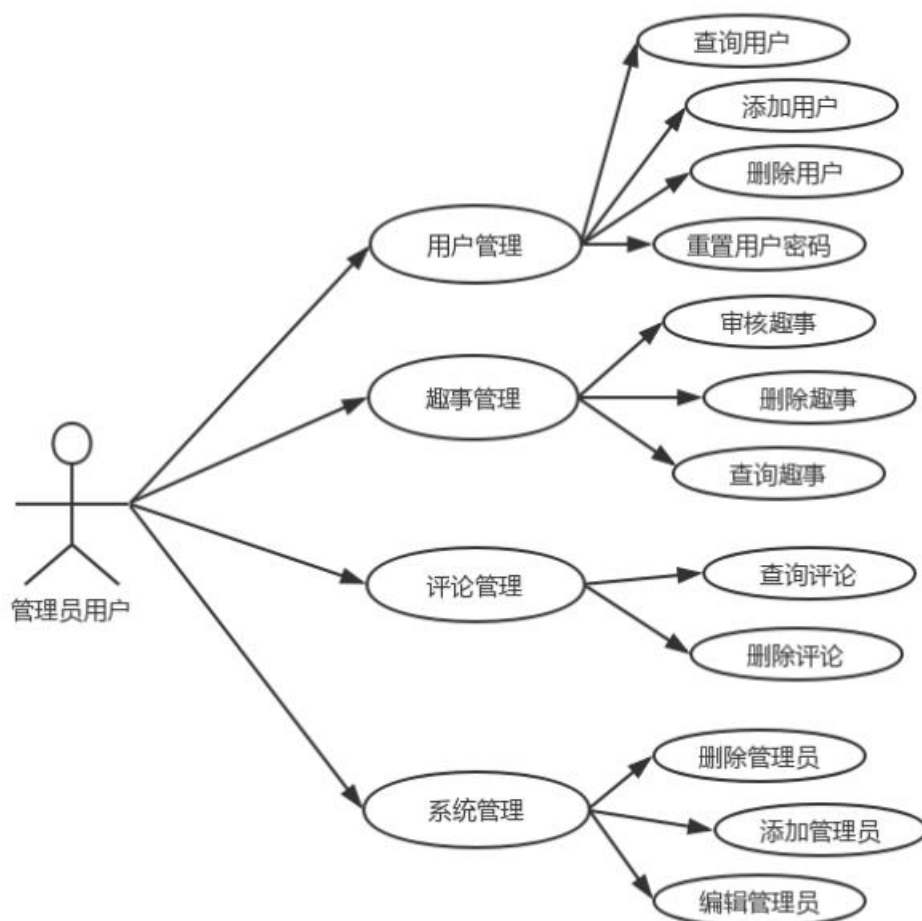 查询用户
添加用户
删除用户
用户管理
重置用户密码
审核趣事
趣事管理
删除趣事
查询趣事
管理员用户
评论管理
查询评论
删除评论
删除管理员
系统管理
添加管理员
编辑管理员